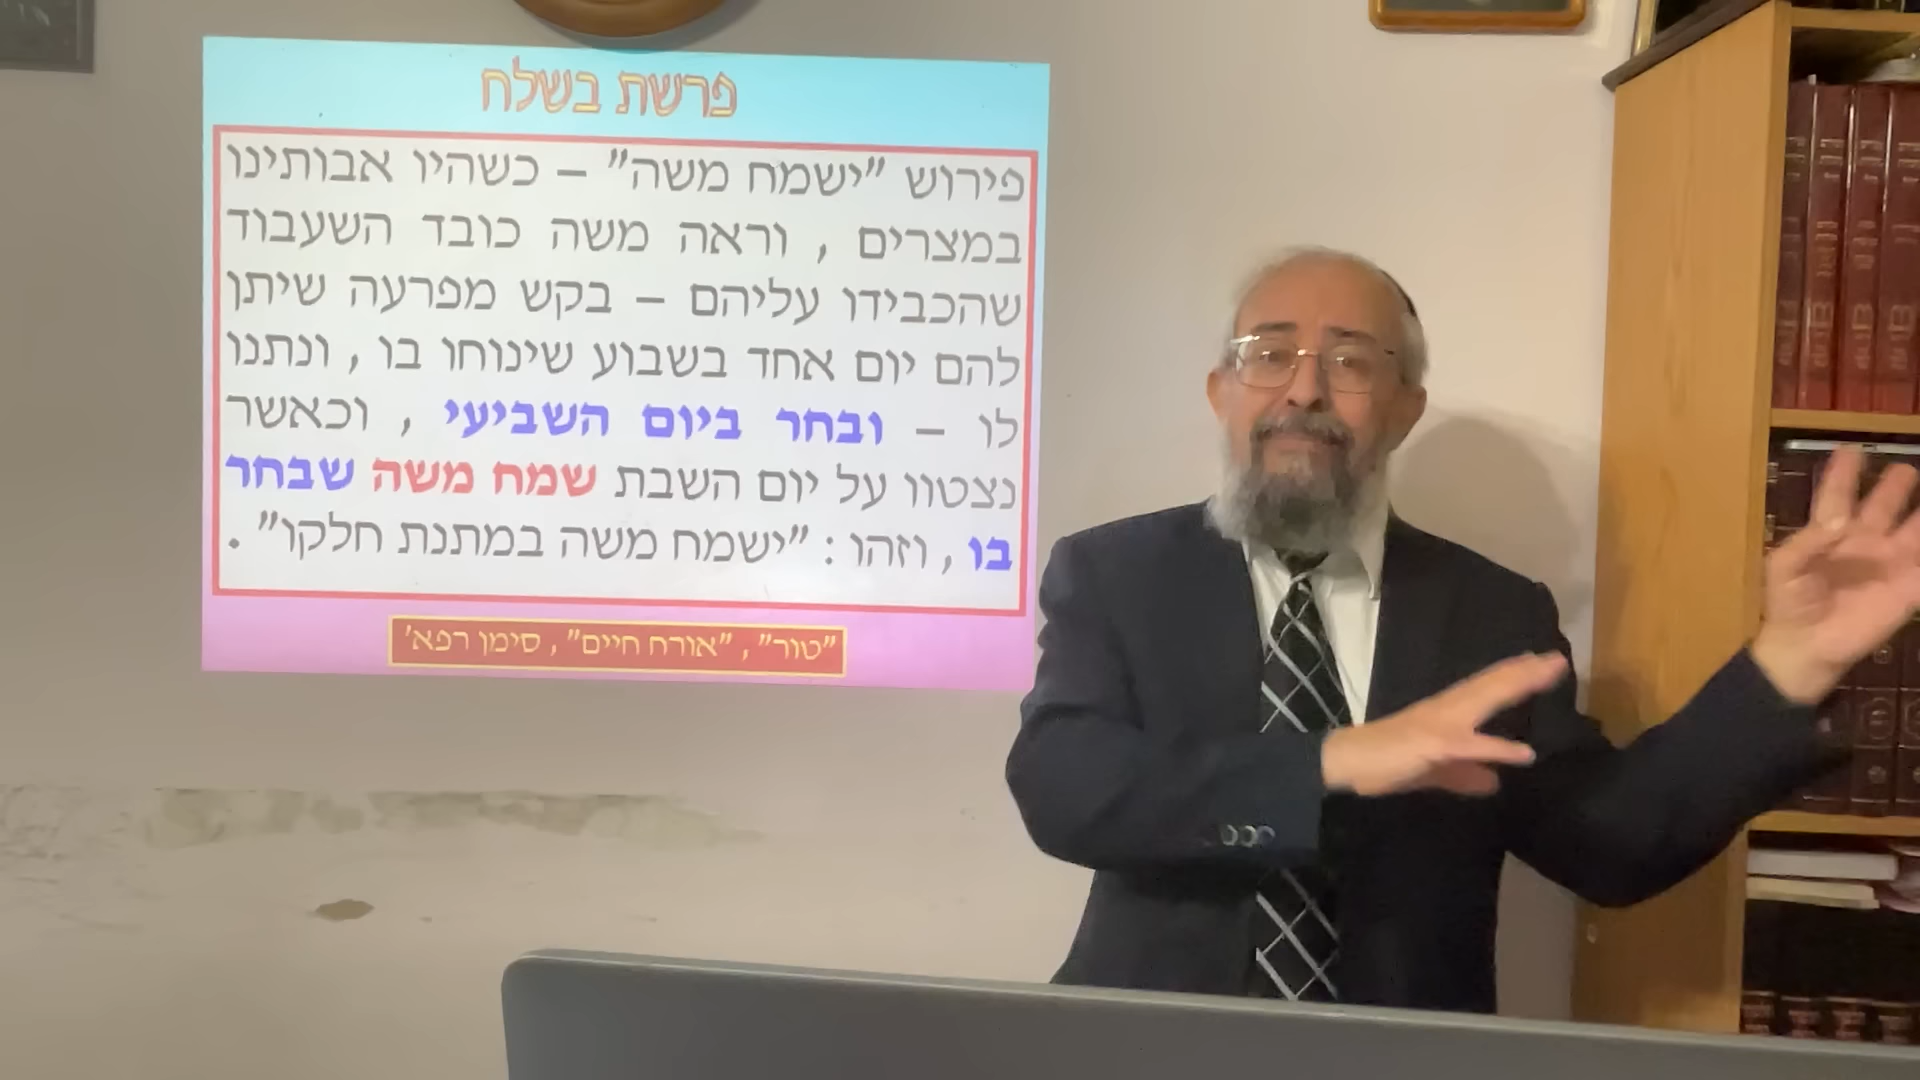 פרשת בשלח
פירוש "ישמח משה" – כשהיו אבותינו
במצרים , וראה משה כובד השעבוד
שהכבידו עליהם – בקש מפרעה שיתן
להם יום אחד בשבוע שינוחו בו , ונתנו
לו – ובחר ביום השביעי , וכאשר
נצטוו על יום השבת שמח משה שבחר
בו , וזהו : "ישמח משה במתנת חלקו" .
"טור" , "אורח חיים" , סימן רפא'